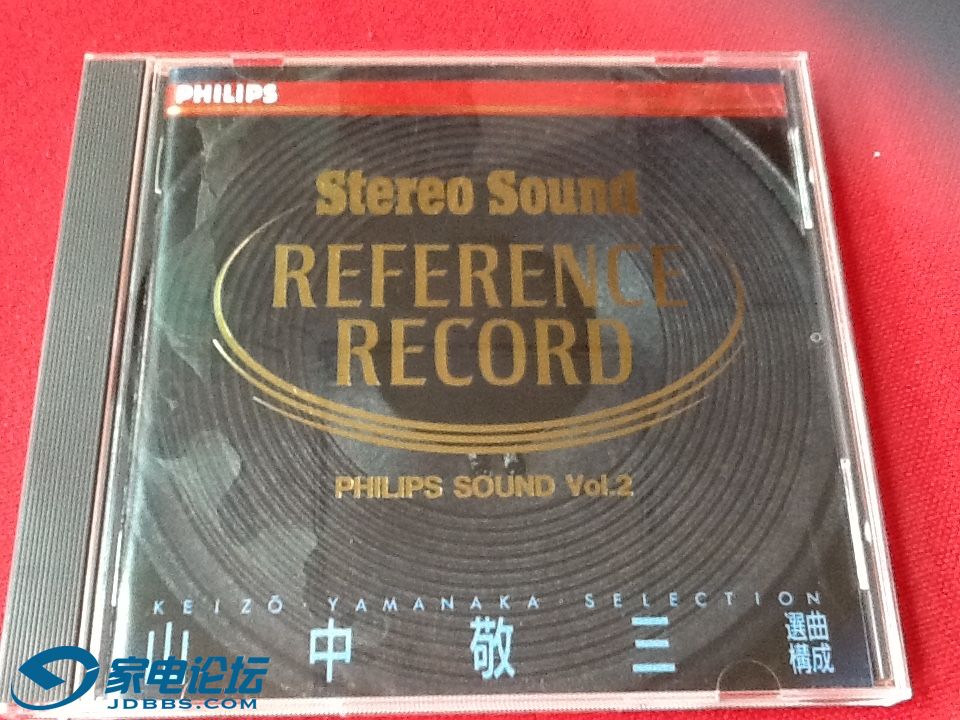 PHILIPS
Stereo Sound
REFERENCE
RECORD
PHILIPS SOUND Vol.2
KEIZŌ·YAMANAKA·SELECTION
山中敬三 選曲
構成
家电论坛
JDBBS.COM